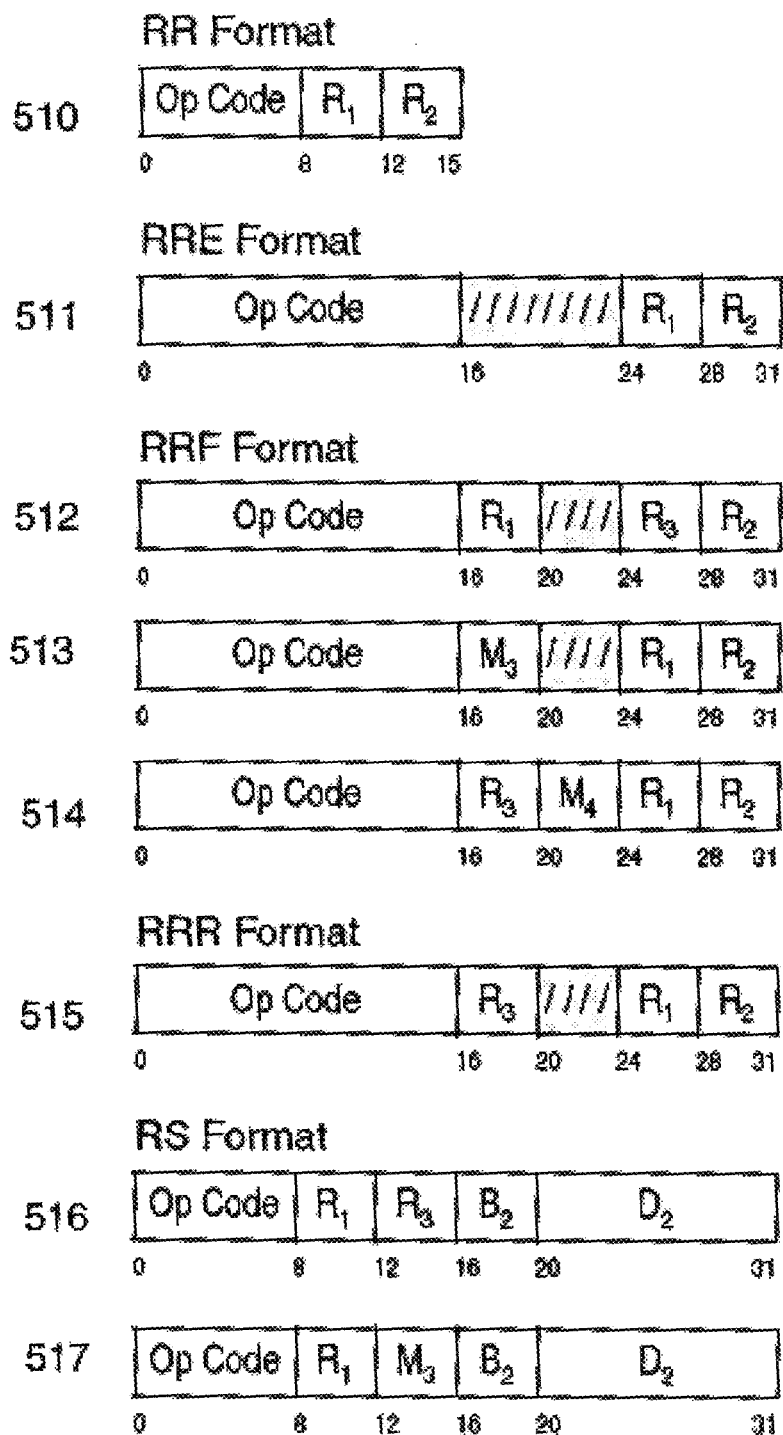 RR Format
510 Op Code R₁ R₂
0 8 12 15
RRE Format
511 Op Code //////// R₁ R₂
0 16 24 28 31
RRF Format
512 Op Code R₁ //// R₃ R₂
0 16 20 24 28 31
513 Op Code M₃ //// R₁ R₂
0 16 20 24 28 31
514 Op Code R₃ M₄ R₁ R₂
0 16 20 24 28 31
RRR Format
515 Op Code R₃ //// R₁ R₂
0 16 20 24 28 31
RS Format
516 Op Code R₁ R₃ B₂ D₂
0 8 12 16 20 31
517 Op Code R₁ M₃ B₂ D₂
0 8 12 16 20 31